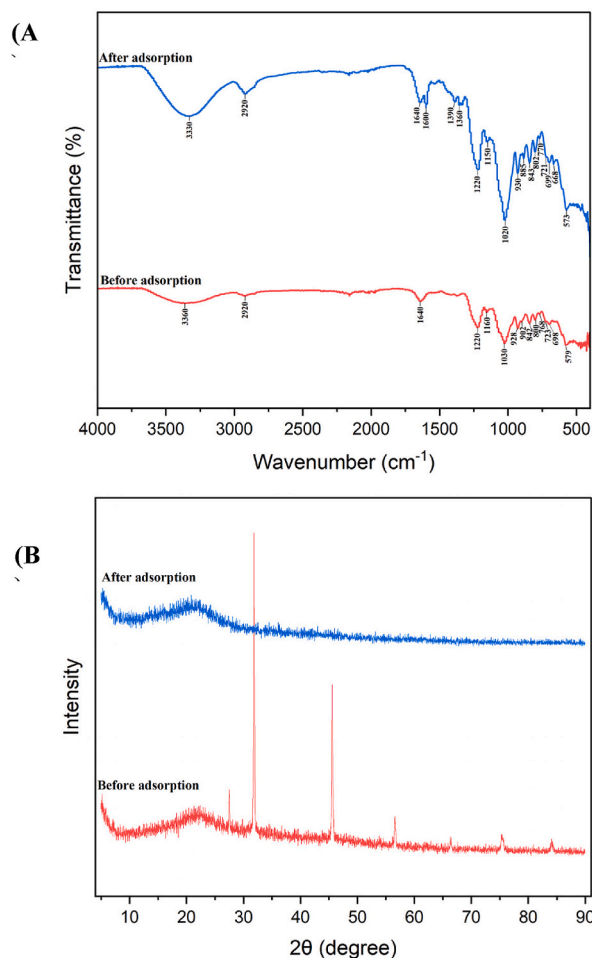 (A
、
After adsorption
3330
2920
1640
1600
1390
1360
1220
1150
1020
930
885
843
802
770
721
699
668
573
Before adsorption
3360
2920
1640
1220
1160
1030
928
902
842
800
768
723
698
579
Transmittance (%)
4000 3500 3000 2500 2000 1500 1000 500
Wavenumber (cm⁻¹)
(B
、
After adsorption
Before adsorption
Intensity
10 20 30 40 50 60 70 80 90
2θ (degree)